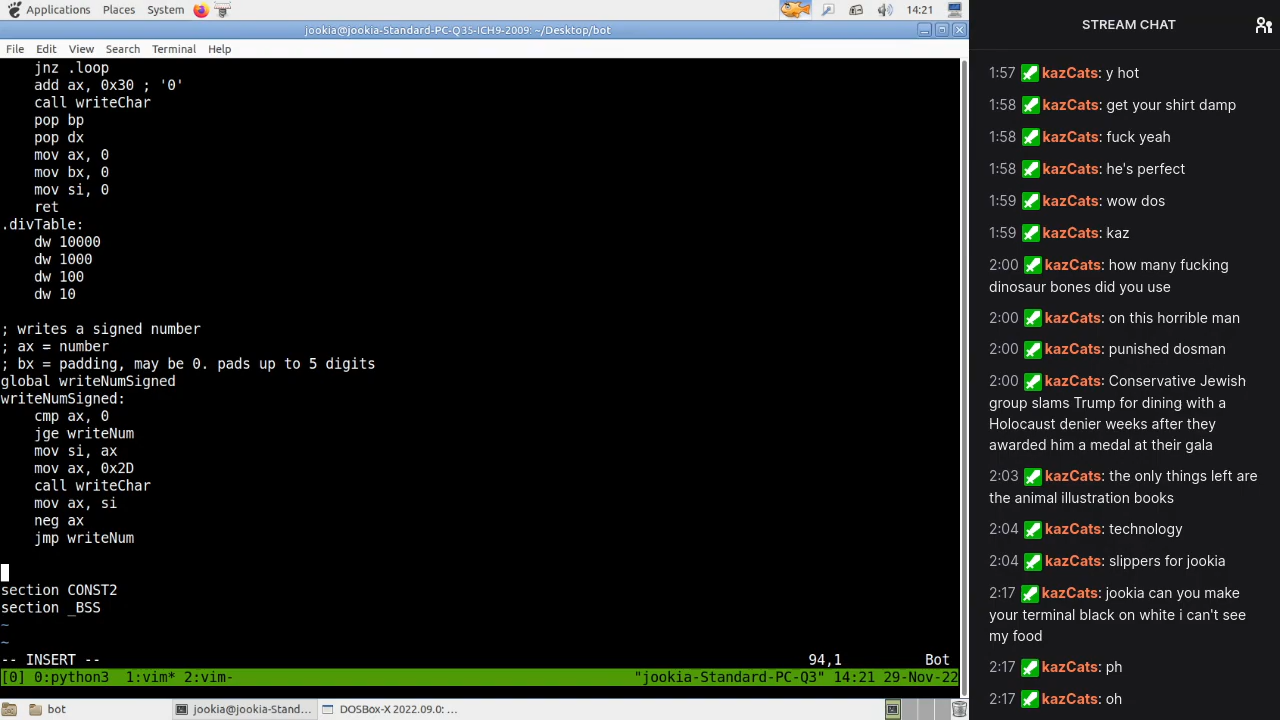 Applications Places System 14:21
jookia@jookia-Standard-PC-Q35-ICH9-2009: ~/Desktop/bot
File Edit View Search Terminal Help
jnz .loop
add ax, 0x30 ; '0'
call writeChar
pop bp
pop dx
mov ax, 0
mov bx, 0
mov si, 0
ret
.divTable:
dw 10000
dw 1000
dw 100
dw 10
; writes a signed number
; ax = number
; bx = padding, may be 0. pads up to 5 digits
global writeNumSigned
writeNumSigned:
cmp ax, 0
jge writeNum
mov si, ax
mov ax, 0x2D
call writeChar
mov ax, si
neg ax
jmp writeNum
section CONST2
section _BSS
~
~
-- INSERT -- 94,1 Bot
[0] 0:python3 1:vim* 2:vim- "jookia-Standard-PC-Q3" 14:21 29-Nov-22
bot jookia@jookia-Stand... DOSBox-X 2022.09.0: ...
STREAM CHAT
1:57 kazCats: y hot
1:58 kazCats: get your shirt damp
1:58 kazCats: fuck yeah
1:58 kazCats: he's perfect
1:59 kazCats: wow dos
1:59 kazCats: kaz
2:00 kazCats: how many fucking
dinosaur bones did you use
2:00 kazCats: on this horrible man
2:00 kazCats: punished dosman
2:00 kazCats: Conservative Jewish
group slams Trump for dining with a
Holocaust denier weeks after they
awarded him a medal at their gala
2:03 kazCats: the only things left are
the animal illustration books
2:04 kazCats: technology
2:04 kazCats: slippers for jookia
2:17 kazCats: jookia can you make
your terminal black on white i can't see
my food
2:17 kazCats: ph
2:17 kazCats: oh